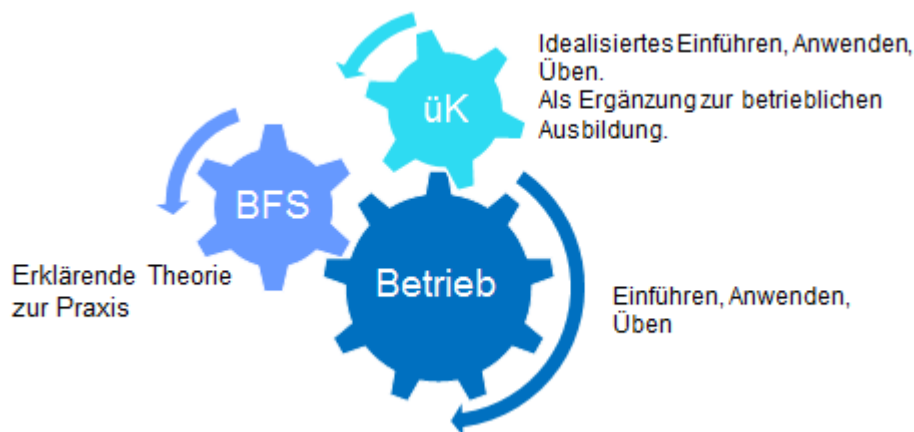 üK
Idealisiertes Einführen, Anwenden,
Üben.
Als Ergänzung zur betrieblichen
Ausbildung.
BFS
Erklärende Theorie
zur Praxis
Betrieb
Einführen, Anwenden,
Üben